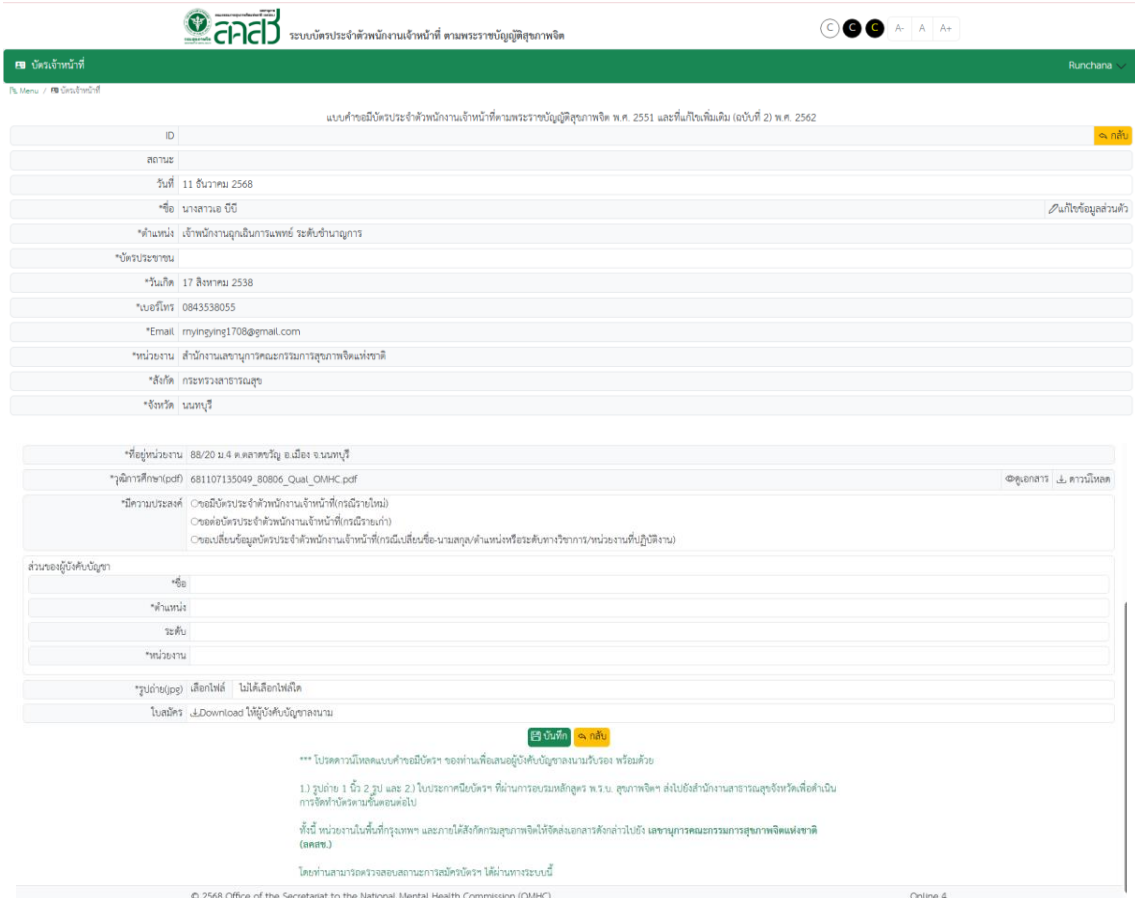 สคสช
ระบบบัตรประจำตัวพนักงานเจ้าหน้าที่ ตามพระราชบัญญัติสุขภาพจิต
C C C A- A A+
บัตรเจ้าหน้าที่
Runchana
Menu / บัตรเจ้าหน้าที่
แบบคำขอมีบัตรประจำตัวพนักงานเจ้าหน้าที่ตามพระราชบัญญัติสุขภาพจิต พ.ศ. 2551 และที่แก้ไขเพิ่มเติม (ฉบับที่ 2) พ.ศ. 2562
ID กลับ
สถานะ
วันที่ 11 ธันวาคม 2568
*ชื่อ นางสาวเอ บีบี แก้ไขข้อมูลส่วนตัว
*ตำแหน่ง เจ้าพนักงานฉุกเฉินการแพทย์ ระดับชำนาญการ
*บัตรประชาชน
*วันเกิด 17 สิงหาคม 2538
*เบอร์โทร 0843538055
*Email rnyingying1708@gmail.com
*หน่วยงาน สำนักงานเลขานุการคณะกรรมการสุขภาพจิตแห่งชาติ
*สังกัด กระทรวงสาธารณสุข
*จังหวัด นนทบุรี
*ที่อยู่หน่วยงาน 88/20 ม.4 ต.ตลาดขวัญ อ.เมือง จ.นนทบุรี
*วุฒิการศึกษา(pdf) 681107135049_80806_Qual_OMHC.pdf ดูเอกสาร ดาวน์โหลด
*มีความประสงค์ ขอมีบัตรประจำตัวพนักงานเจ้าหน้าที่(กรณีรายใหม่)
ขอต่อบัตรประจำตัวพนักงานเจ้าหน้าที่(กรณีรายเก่า)
ขอเปลี่ยนข้อมูลบัตรประจำตัวพนักงานเจ้าหน้าที่(กรณีเปลี่ยนชื่อ-นามสกุล/ตำแหน่งหรือระดับทางวิชาการ/หน่วยงานที่ปฏิบัติงาน)
ส่วนของผู้บังคับบัญชา
*ชื่อ
*ตำแหน่ง
ระดับ
*หน่วยงาน
*รูปถ่าย(jpg) เลือกไฟล์ ไม่ได้เลือกไฟล์ใด
ใบสมัคร Download ให้ผู้บังคับบัญชาลงนาม
บันทึก กลับ
*** โปรดดาวน์โหลดแบบคำขอมีบัตรฯ ของท่านเพื่อเสนอผู้บังคับบัญชาลงนามรับรอง พร้อมด้วย
1.) รูปถ่าย 1 นิ้ว 2 รูป และ 2.) ใบประกาศนียบัตรฯ ที่ผ่านการอบรมหลักสูตร พ.ร.บ. สุขภาพจิตฯ ส่งไปยังสำนักงานสาธารณสุขจังหวัดเพื่อดำเนิน
การจัดทำบัตรตามขั้นตอนต่อไป
ทั้งนี้ หน่วยงานในพื้นที่กรุงเทพฯ และภายใต้สังกัดกรมสุขภาพจิตให้จัดส่งเอกสารดังกล่าวไปยัง เลขานุการคณะกรรมการสุขภาพจิตแห่งชาติ
(ลคสช.)
โดยท่านสามารถตรวจสอบสถานะการสมัครบัตรฯ ได้ผ่านทางระบบนี้
© 2568 Office of the Secretariat to the National Mental Health Commission (OMHC) Online 4